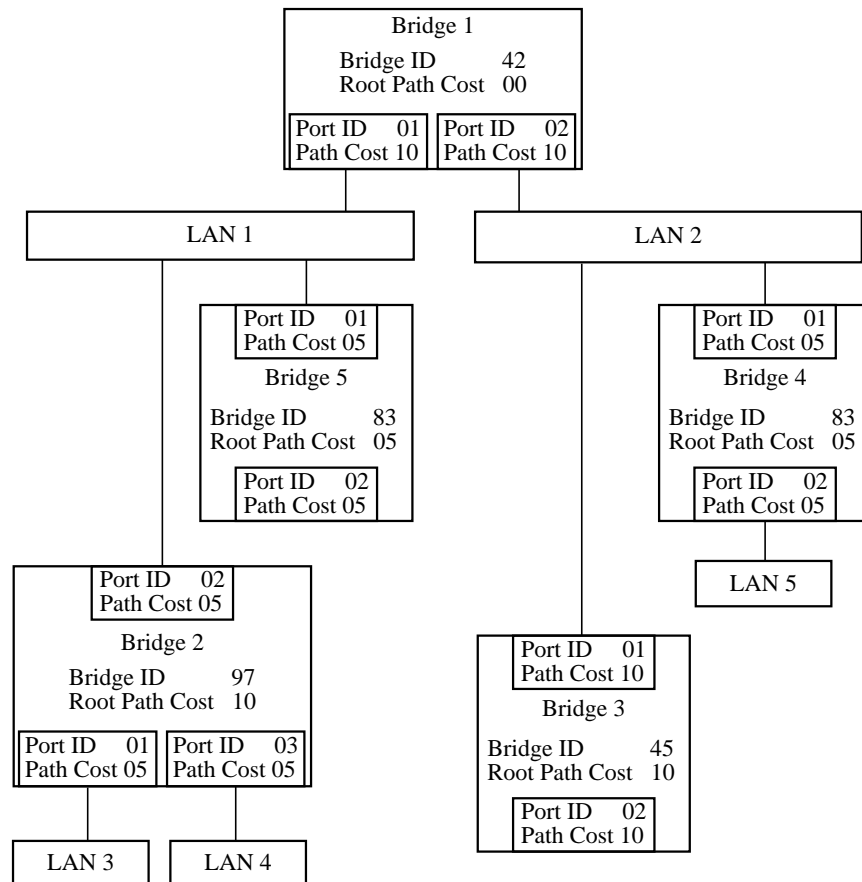 Bridge 1
Bridge ID 42
Root Path Cost 00
Port ID 01
Path Cost 10
Port ID 02
Path Cost 10
LAN 1
LAN 2
Port ID 01
Path Cost 05
Bridge 5
Bridge ID 83
Root Path Cost 05
Port ID 02
Path Cost 05
Port ID 01
Path Cost 05
Bridge 4
Bridge ID 83
Root Path Cost 05
Port ID 02
Path Cost 05
LAN 5
Port ID 02
Path Cost 05
Bridge 2
Bridge ID 97
Root Path Cost 10
Port ID 01
Path Cost 05
Port ID 03
Path Cost 05
LAN 3
LAN 4
Port ID 01
Path Cost 10
Bridge 3
Bridge ID 45
Root Path Cost 10
Port ID 02
Path Cost 10